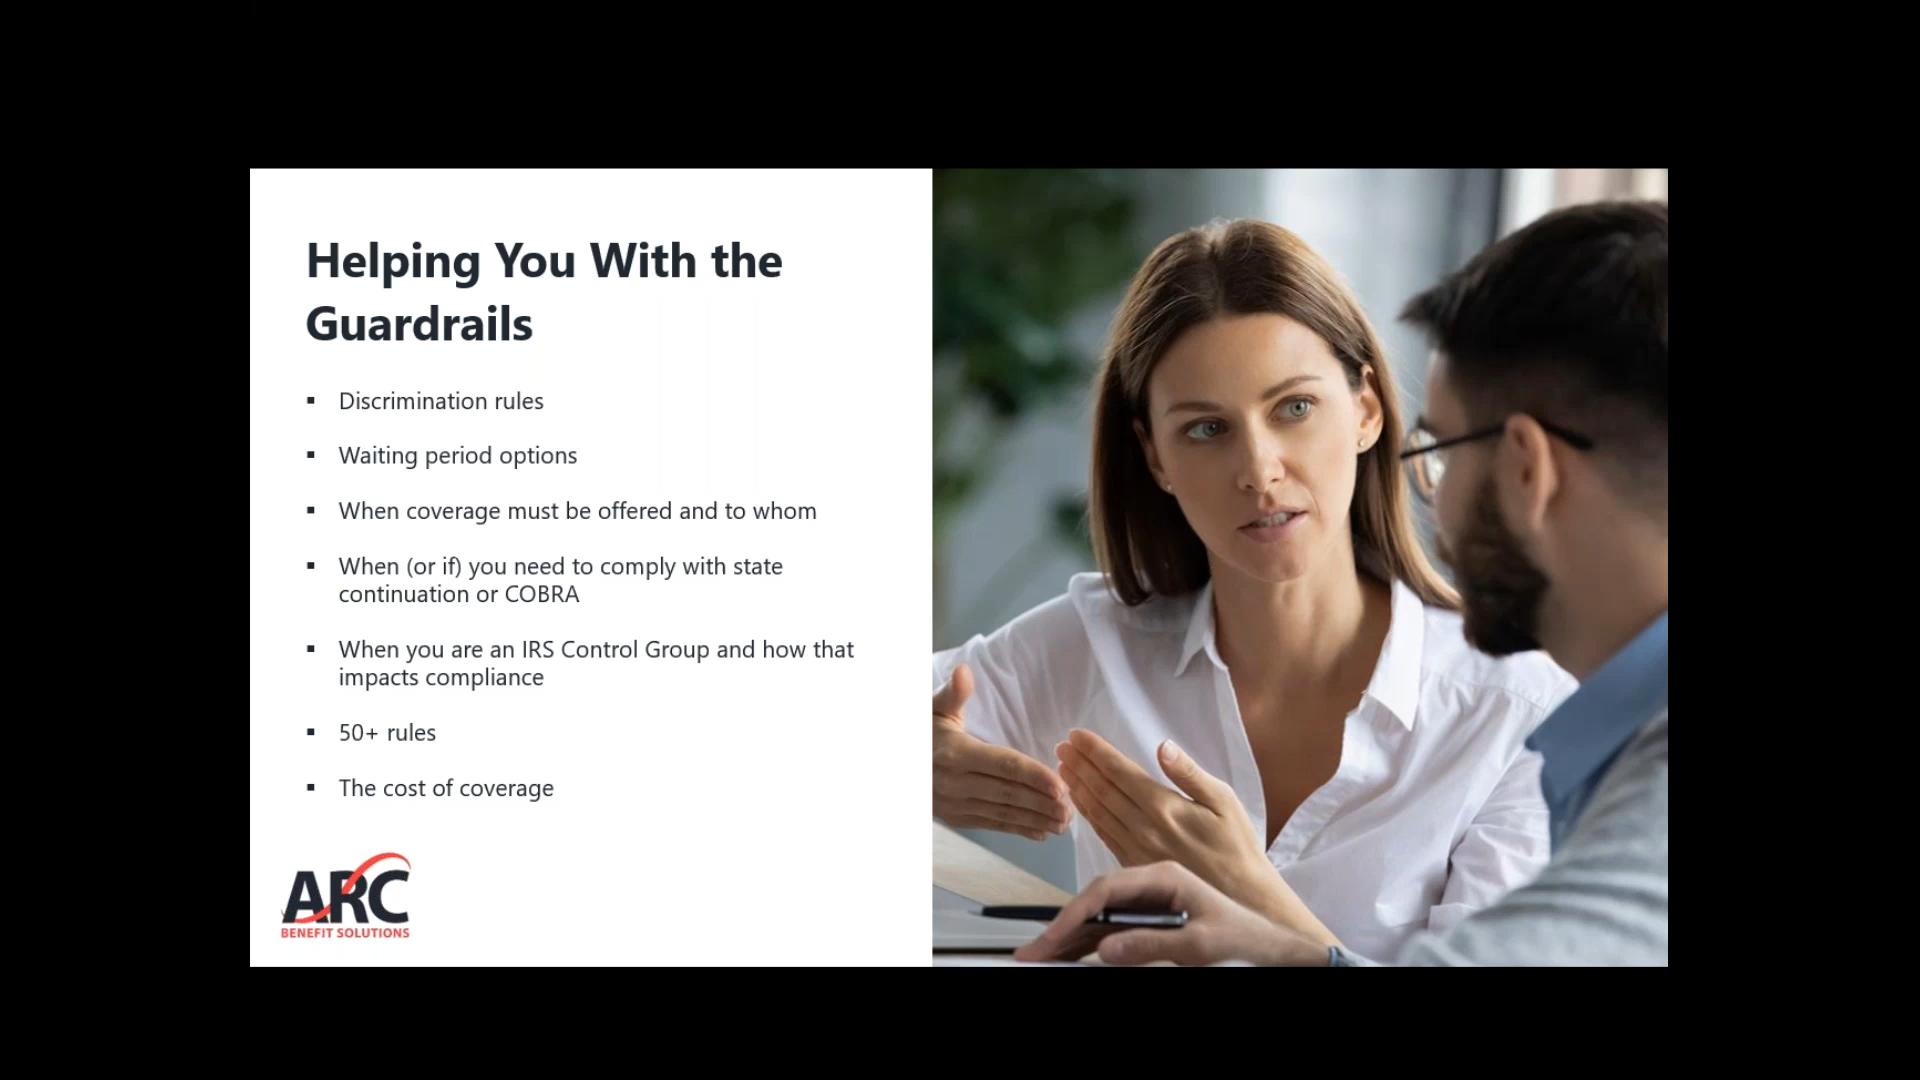 Helping You With the
Guardrails
▪ Discrimination rules
▪ Waiting period options
▪ When coverage must be offered and to whom
▪ When (or if) you need to comply with state
continuation or COBRA
▪ When you are an IRS Control Group and how that
impacts compliance
▪ 50+ rules
▪ The cost of coverage
ARC
BENEFIT SOLUTIONS